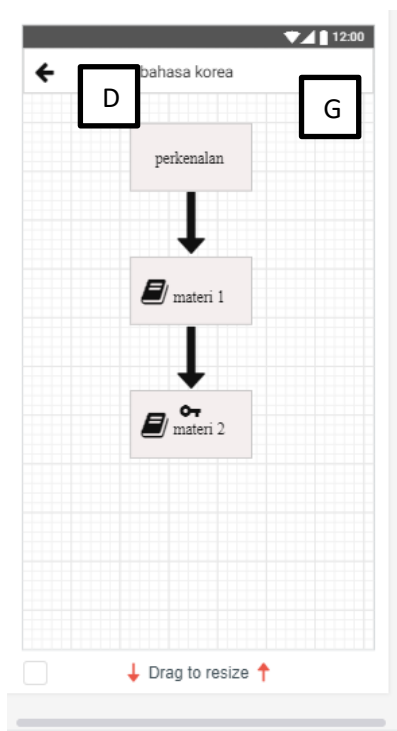 12:00
bahasa korea
D
G
perkenalan
materi 1
materi 2
Drag to resize